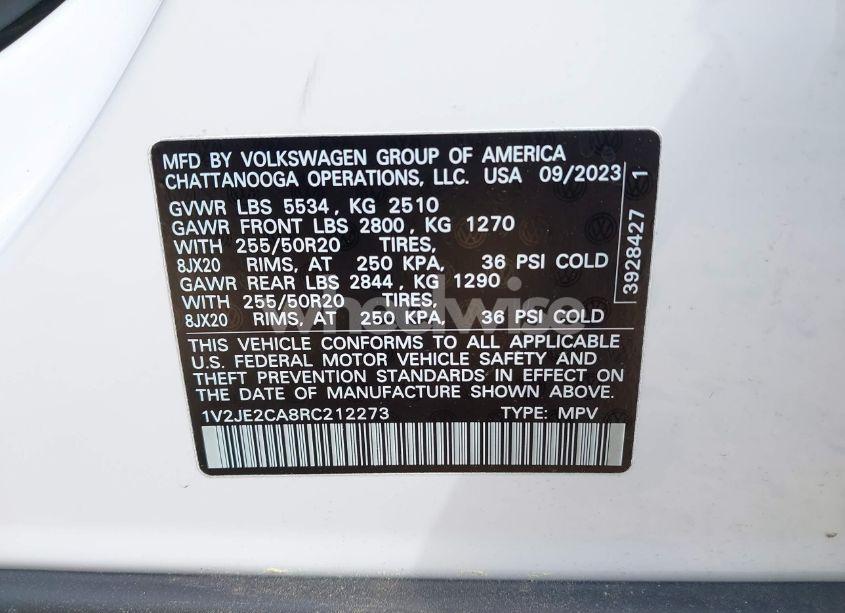 MFD BY VOLKSWAGEN GROUP OF AMERICA
CHATTANOOGA OPERATIONS, LLC. USA 09/2023
GVWR LBS 5534, KG 2510
GAWR FRONT LBS 2800, KG 1270
WITH 255/50R20 TIRES,
8JX20 RIMS, AT 250 KPA, 36 PSI COLD
GAWR REAR LBS 2844, KG 1290
WITH 255/50R20 TIRES,
8JX20 RIMS, AT 250 KPA, 36 PSI COLD
THIS VEHICLE CONFORMS TO ALL APPLICABLE
U.S. FEDERAL MOTOR VEHICLE SAFETY AND
THEFT PREVENTION STANDARDS IN EFFECT ON
THE DATE OF MANUFACTURE SHOWN ABOVE.
1V2JE2CA8RC212273 TYPE: MPV
3928427 1
wheelwise